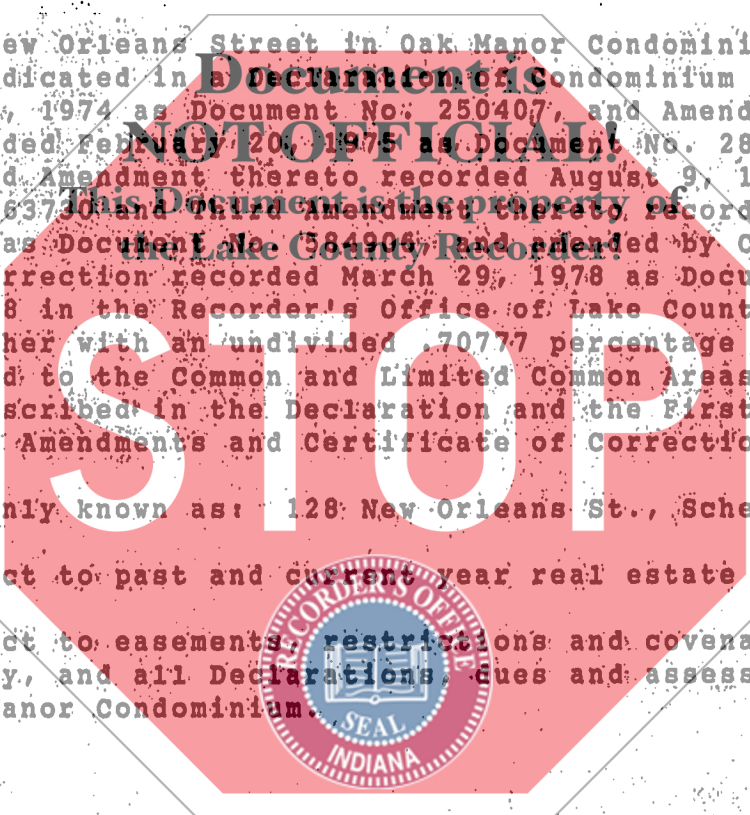 ew Orleans Street in Oak Manor Condomini
dicated in a Declaration of Condominium
Document is
, 1974 as Document No. 250407, and Amend
ded February 20, 1975 as Document No. 28
NOT OFFICIAL!
d Amendment thereto recorded August 9, 1
This Document is the property of
637 and Third Amendment thereto record
as Document No. and amended by C
the Lake County Recorder!
rrection recorded March 29, 1978 as Docu
8 in the Recorder's Office of Lake Count
her with an undivided .70777 percentage
d to the Common and Limited Common Areas
scribed in the Declaration and the First
Amendments and Certificate of Correctio
STOP
nly known as: 128 New Orleans St., Sche
ct to past and current year real estate
ct to easements, restrictions and covena
y, and all Declarations, dues and assess
anor Condominium.
RECORDER'S OFFICE
SEAL
INDIANA